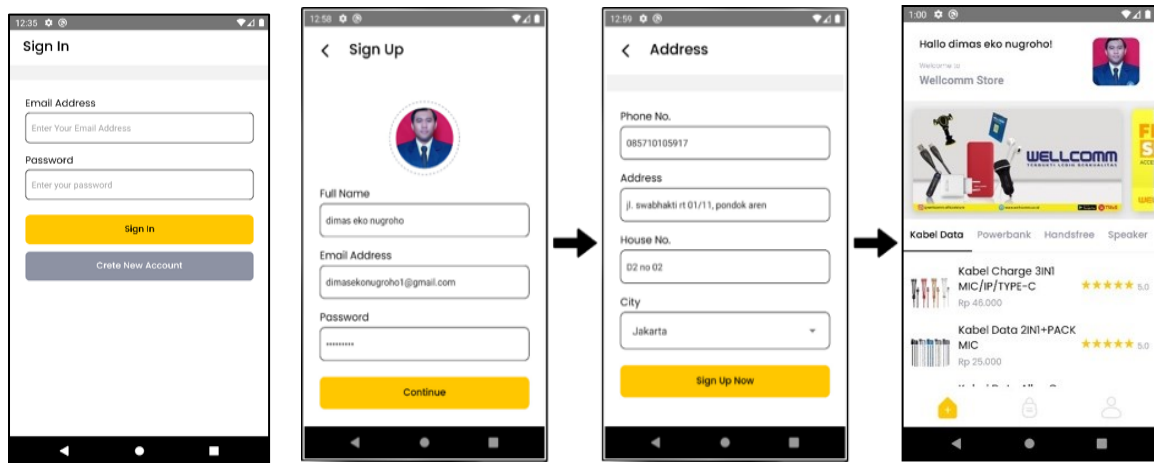 12:35
Sign In
Email Address
Enter Your Email Address
Password
Enter your password
Sign In
Crete New Account
12:58
Sign Up
Full Name
dimas eko nugroho
Email Address
dimasekonugroho1@gmail.com
Password
•••••••••
Continue
12:59
Address
Phone No.
085710105917
Address
jl. swabhakti rt 01/11, pondok aren
House No.
D2 no 02
City
Jakarta
Sign Up Now
1:00
Hallo dimas eko nugroho!
Welcome to
Wellcomm Store
WELLCOMM
Kabel Data Powerbank Handsfree Speaker
Kabel Charge 3IN1
MIC/IP/TYPE-C
5.0
Rp 46.000
Kabel Data 2IN1+PACK
MIC
5.0
Rp 25.000